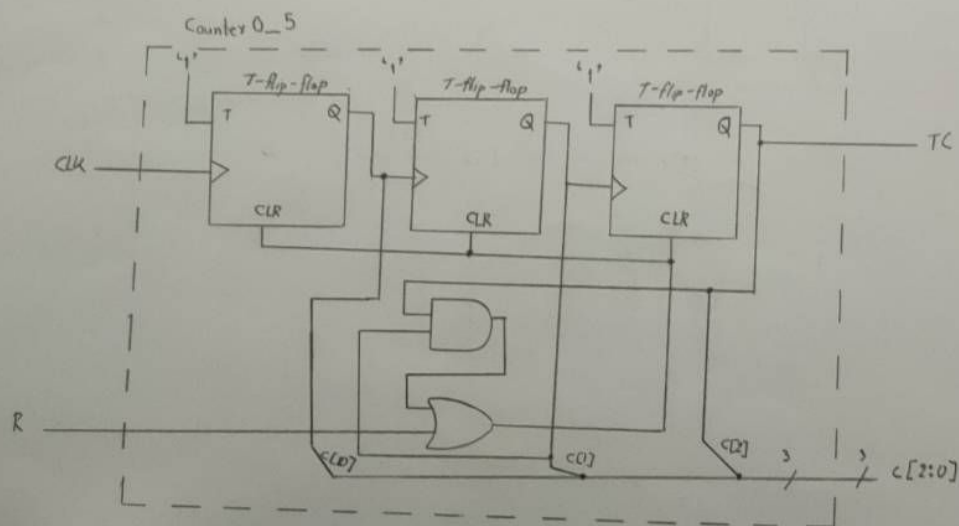 Counter 0_5
'1'
'1'
'1'
T-flip-flop
T-flip-flop
T-flip-flop
T
Q
T
Q
T
Q
TC
CLK
CLR
CLR
CLR
R
C[0]
C[1]
C[2]
3
3
C[2:0]